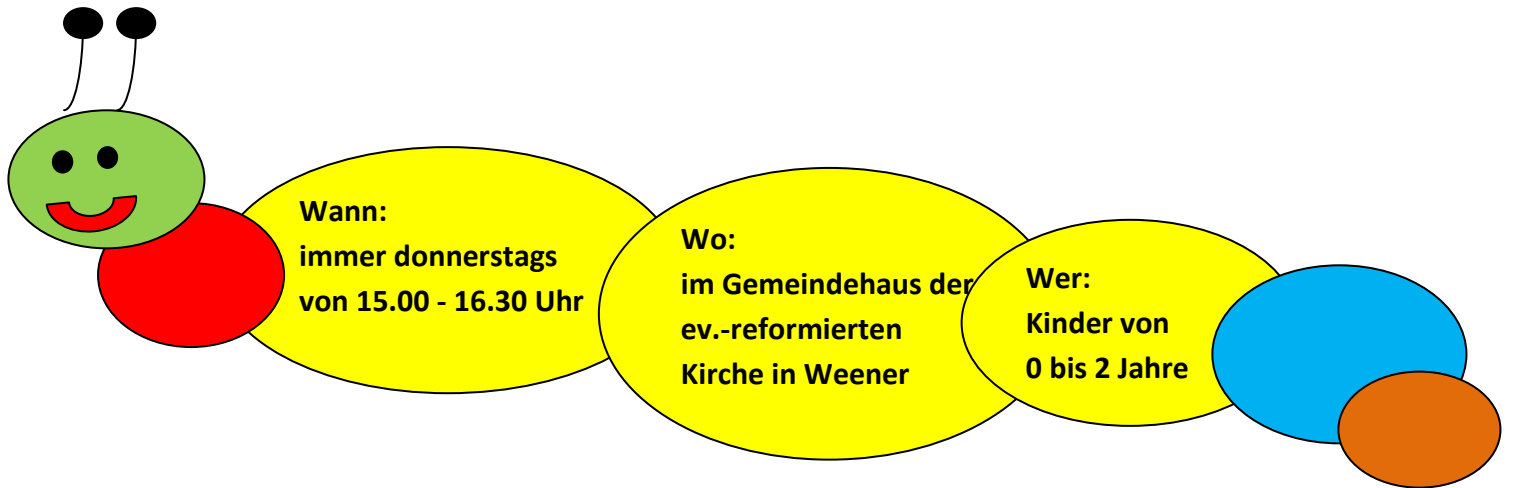 Wann:
immer donnerstags
von 15.00 - 16.30 Uhr
Wo:
im Gemeindehaus der
ev.-reformierten
Kirche in Weener
Wer:
Kinder von
0 bis 2 Jahre